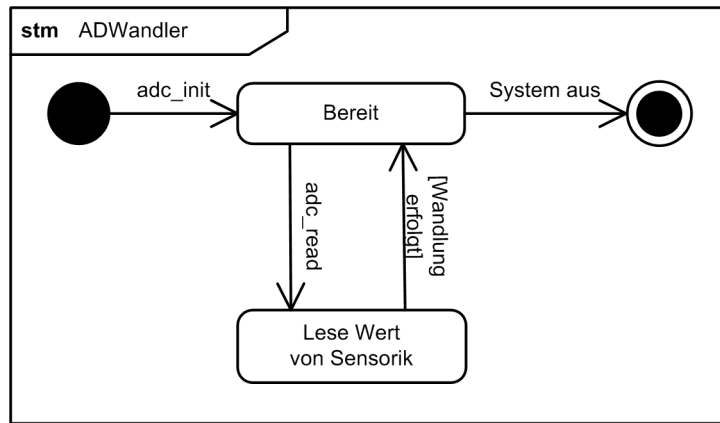 stm ADWandler
adc_init
Bereit
System aus
adc_read
[Wandlung
erfolgt]
Lese Wert
von Sensorik